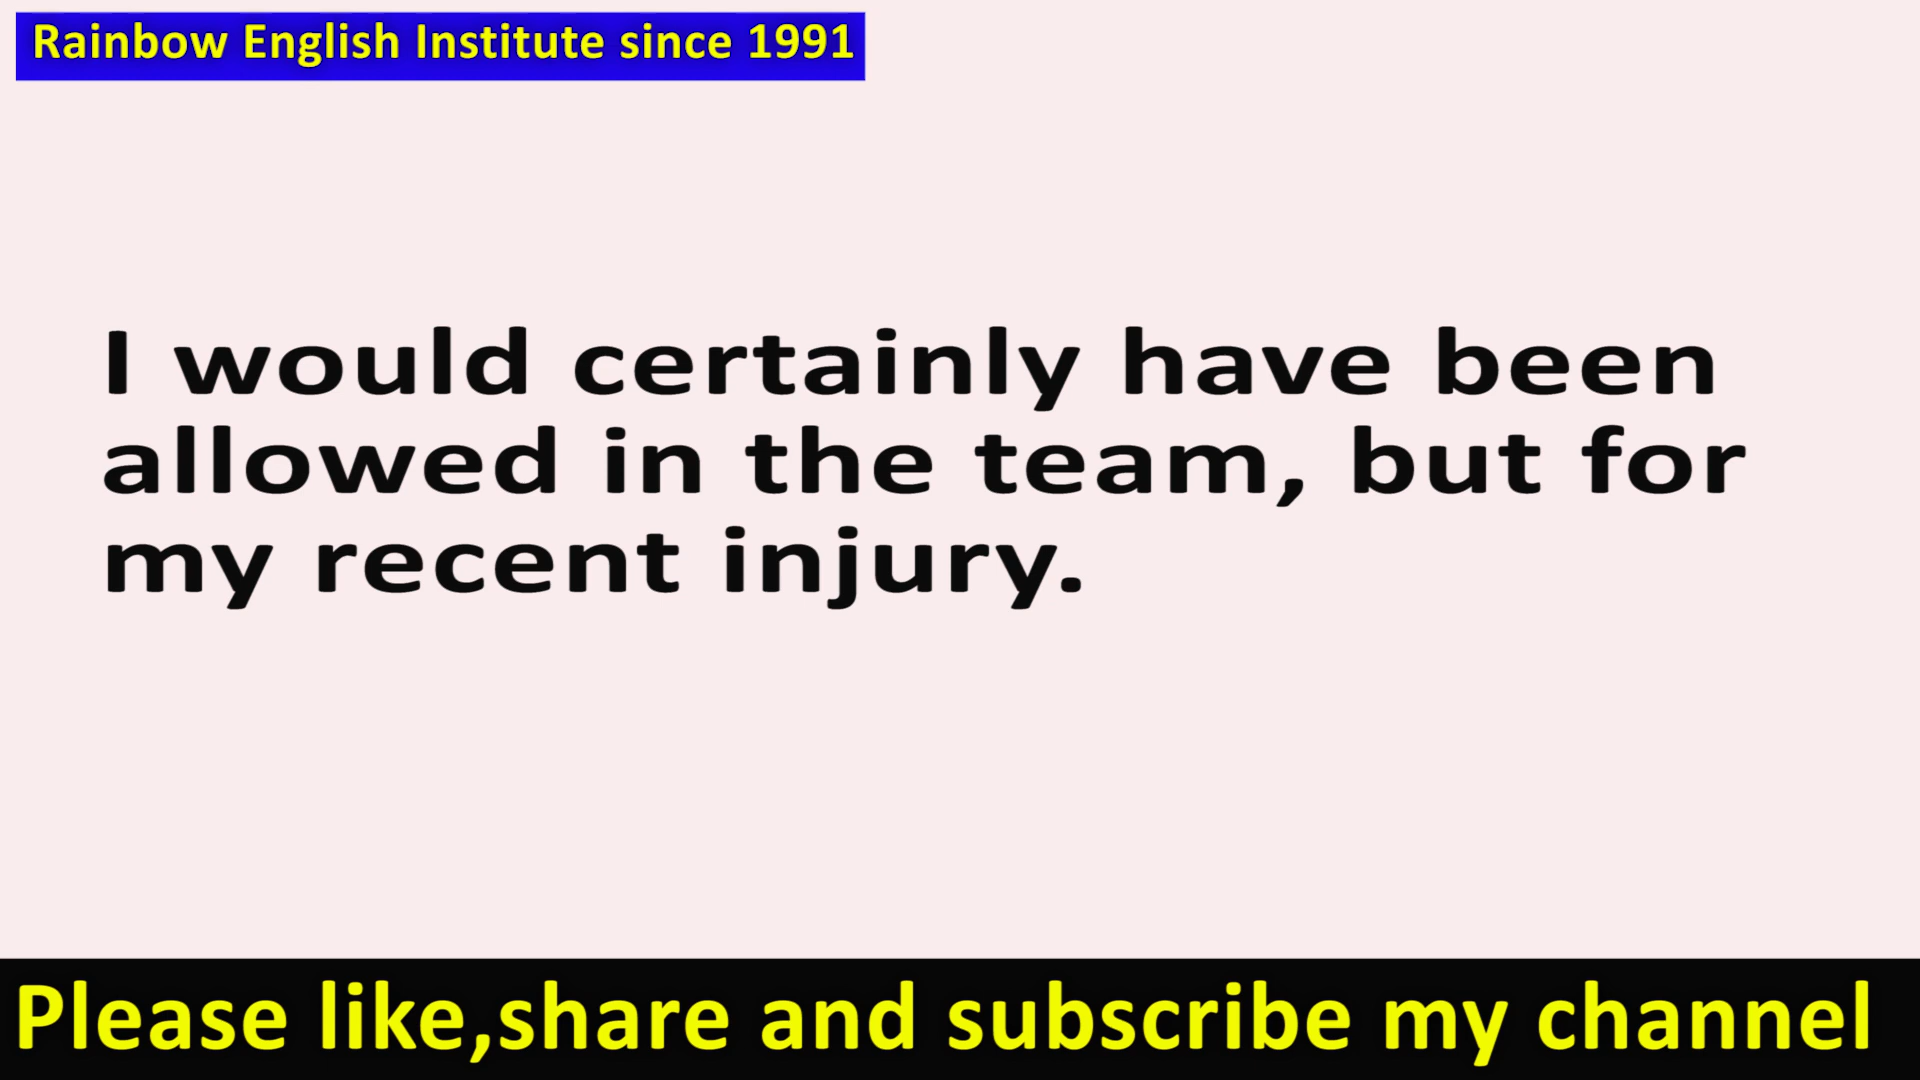 Rainbow English Institute since 1991
I would certainly have been
allowed in the team, but for
my recent injury.
Please like,share and subscribe my channel